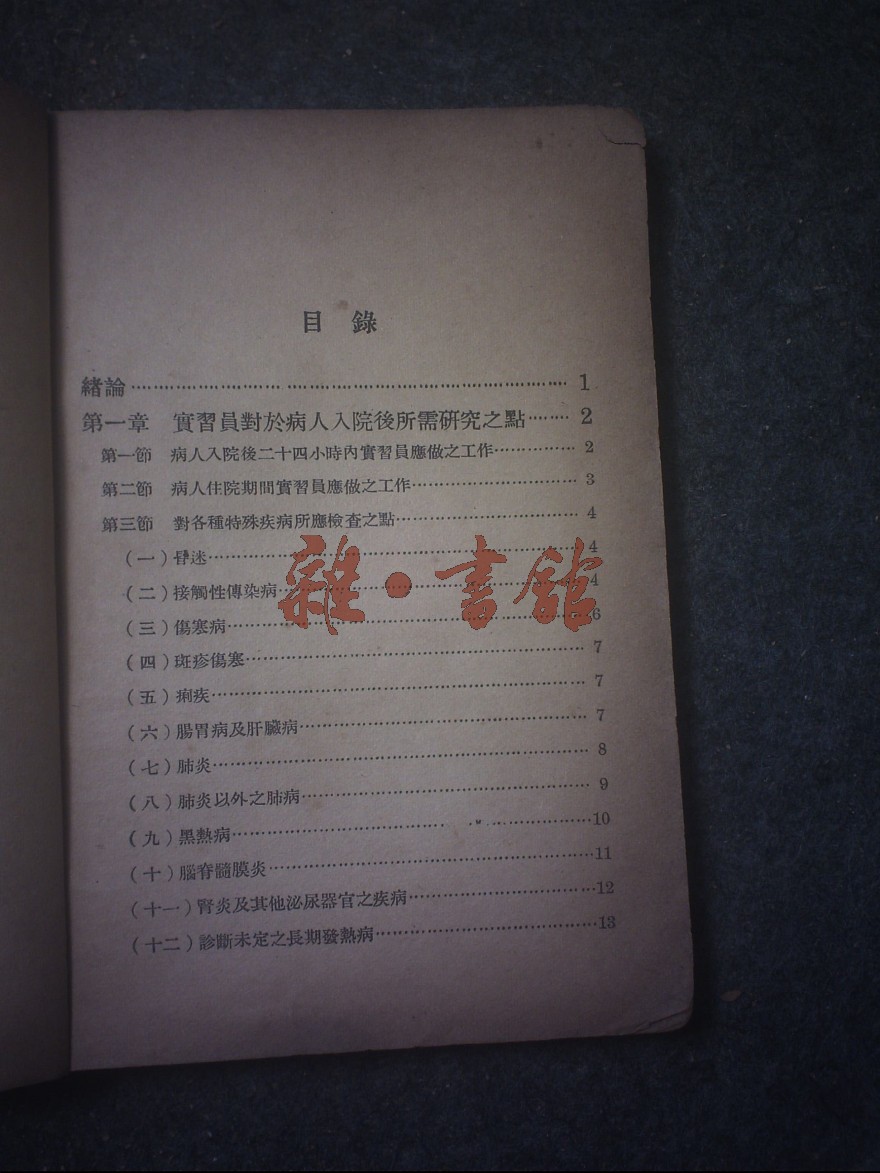 目錄
緒論…………………………………………1
第一章 實習員對於病人入院後所需研究之點……2
第一節 病人入院後二十四小時內實習員應做之工作……………2
第二節 病人住院期間實習員應做之工作…………………………3
第三節 對各種特殊疾病所應檢查之點……………………………4
(一)昏迷……………………………………4
(二)接觸性傳染病…………………………4
(三)傷寒病…………………………………6
(四)斑疹傷寒………………………………7
(五)痢疾……………………………………7
(六)腸胃病及肝臟病………………………7
(七)肺炎……………………………………8
(八)肺炎以外之肺病………………………9
(九)黑熱病…………………………………10
(十)腦脊髓膜炎……………………………11
(十一)腎炎及其他泌尿器官之疾病………12
(十二)診斷未定之長期發熱病……………13
雜·書館